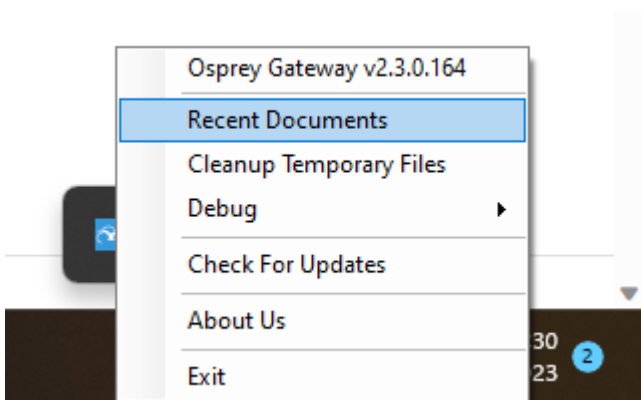 Osprey Gateway v2.3.0.164
Recent Documents
Cleanup Temporary Files
Debug
Check For Updates
About Us
Exit
30
23
2